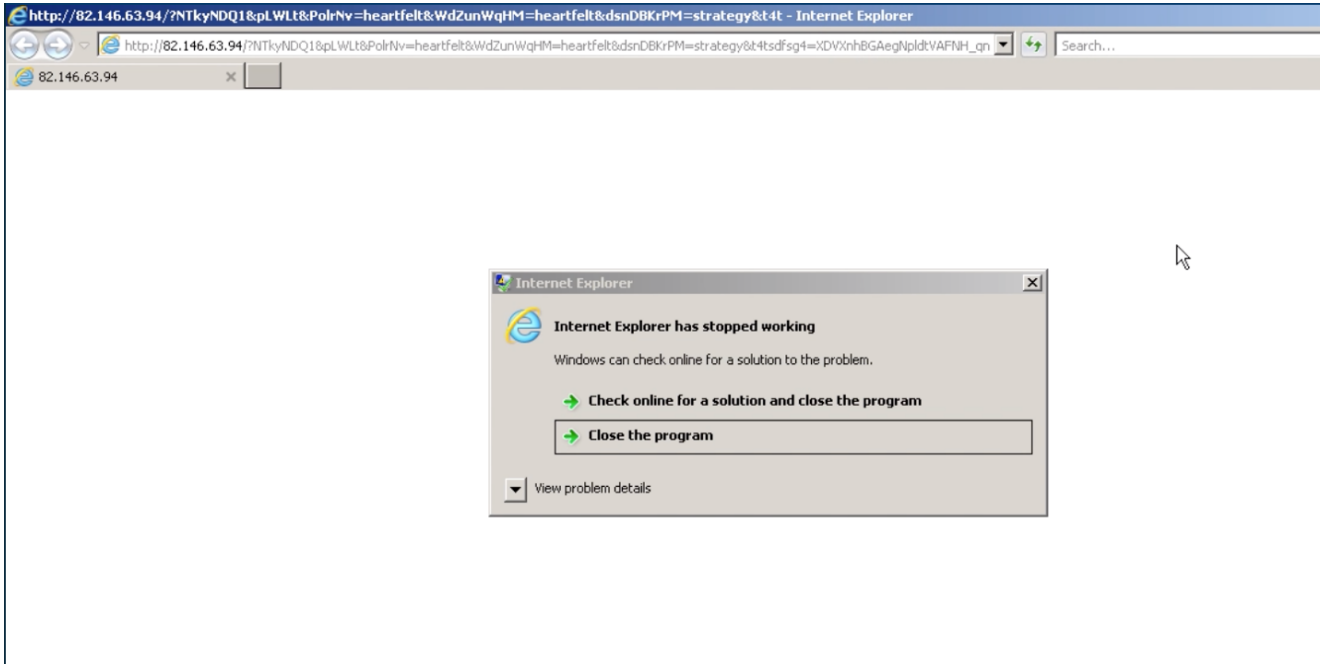 http://82.146.63.94/?NTkyNDQ1&pLWLt&PolrNv=heartfelt&WdZunWqHM=heartfelt&dsnDBKrPM=strategy&t4t - Internet Explorer
http://82.146.63.94/?NTkyNDQ1&pLWLt&PolrNv=heartfelt&WdZunWqHM=heartfelt&dsnDBKrPM=strategy&t4tsdfsg4=XDVXnhBGAegNpldtVAFNH_qn
Search...
82.146.63.94
Internet Explorer
Internet Explorer has stopped working
Windows can check online for a solution to the problem.
Check online for a solution and close the program
Close the program
View problem details